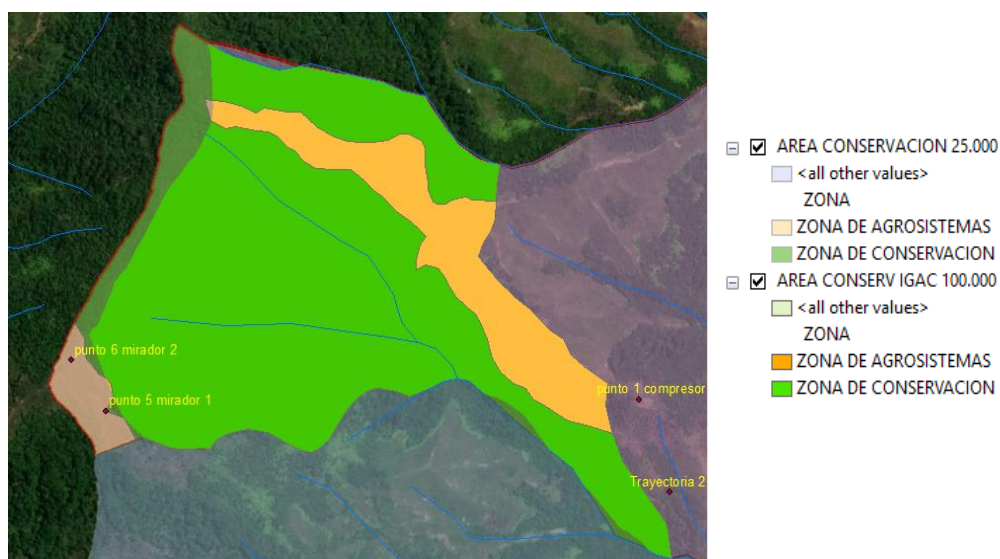 punto 6 mirador 2
punto 5 mirador 1
punto 1 compresor
Trayectoria 2
AREA CONSERVACION 25.000
<all other values>
ZONA
ZONA DE AGROSISTEMAS
ZONA DE CONSERVACION
AREA CONSERV IGAC 100.000
<all other values>
ZONA
ZONA DE AGROSISTEMAS
ZONA DE CONSERVACION